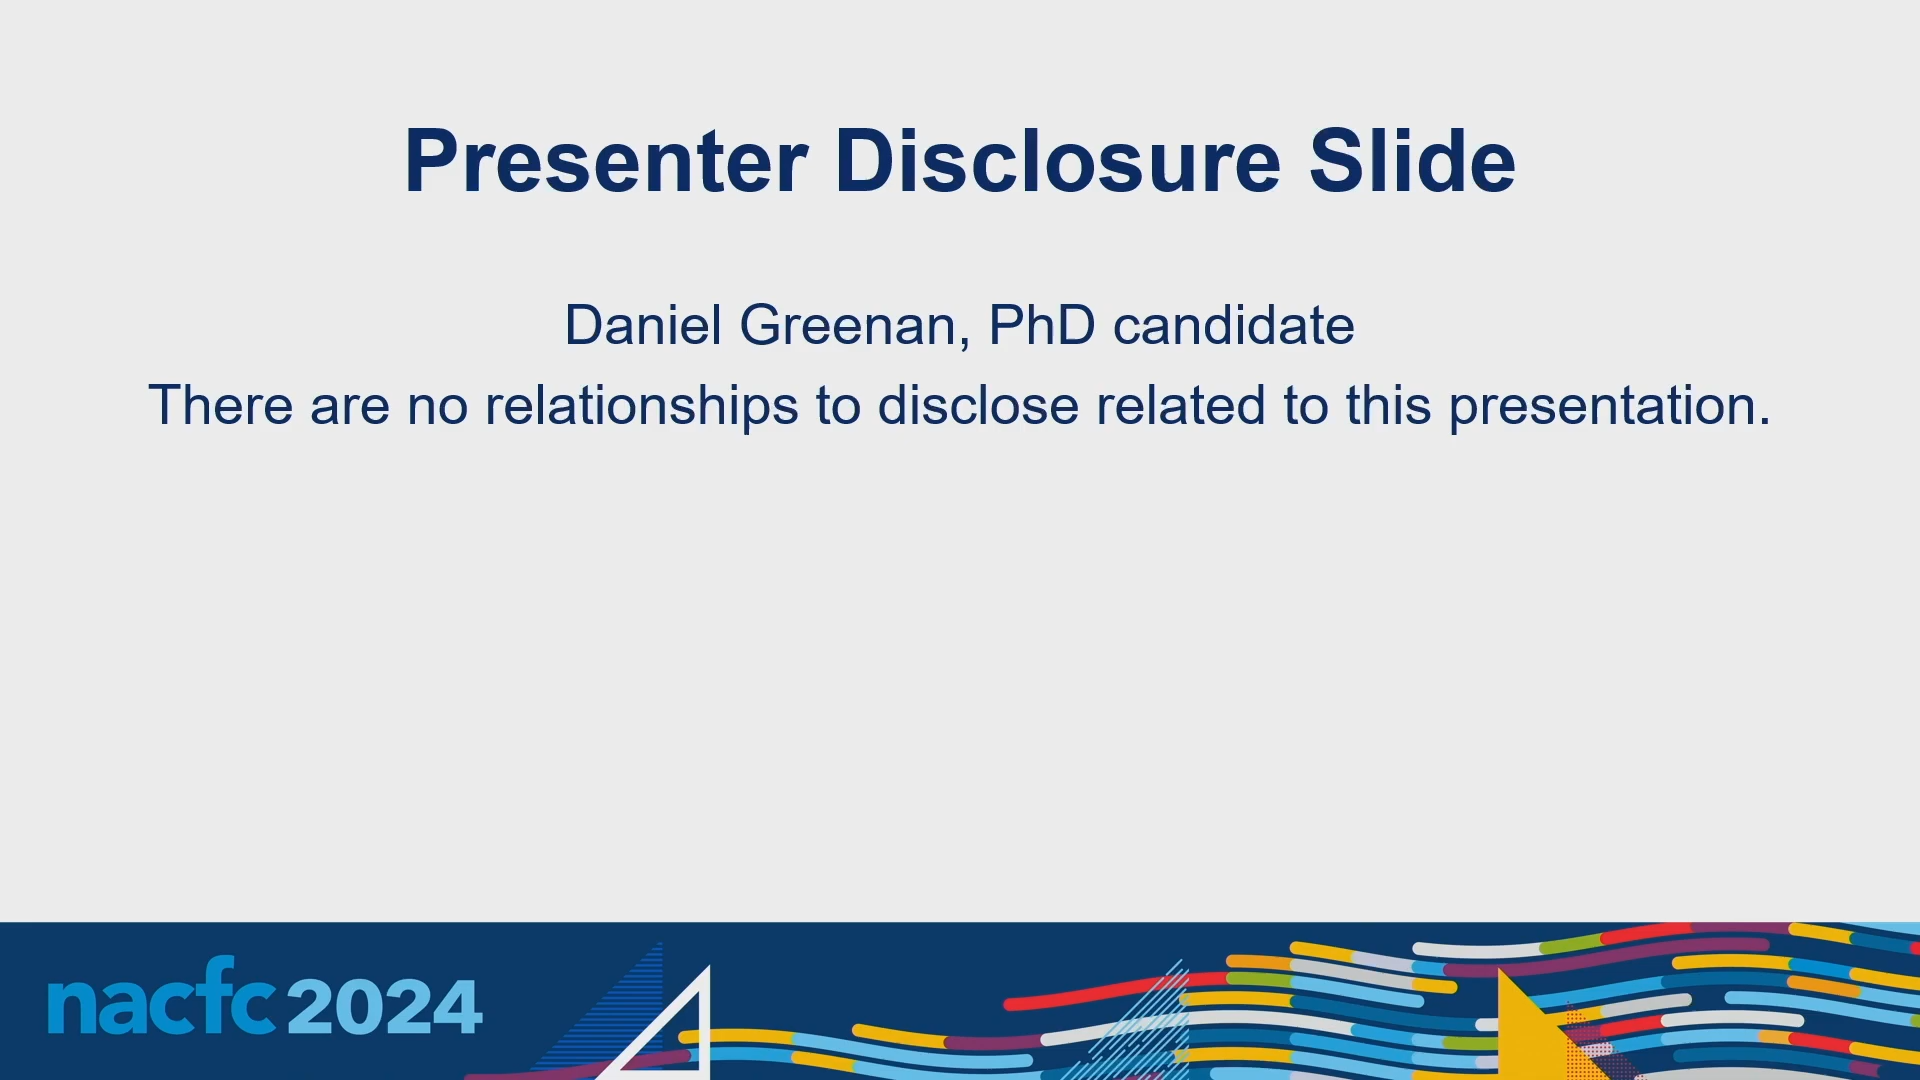 Presenter Disclosure Slide
Daniel Greenan, PhD candidate
There are no relationships to disclose related to this presentation.
nacfc 2024